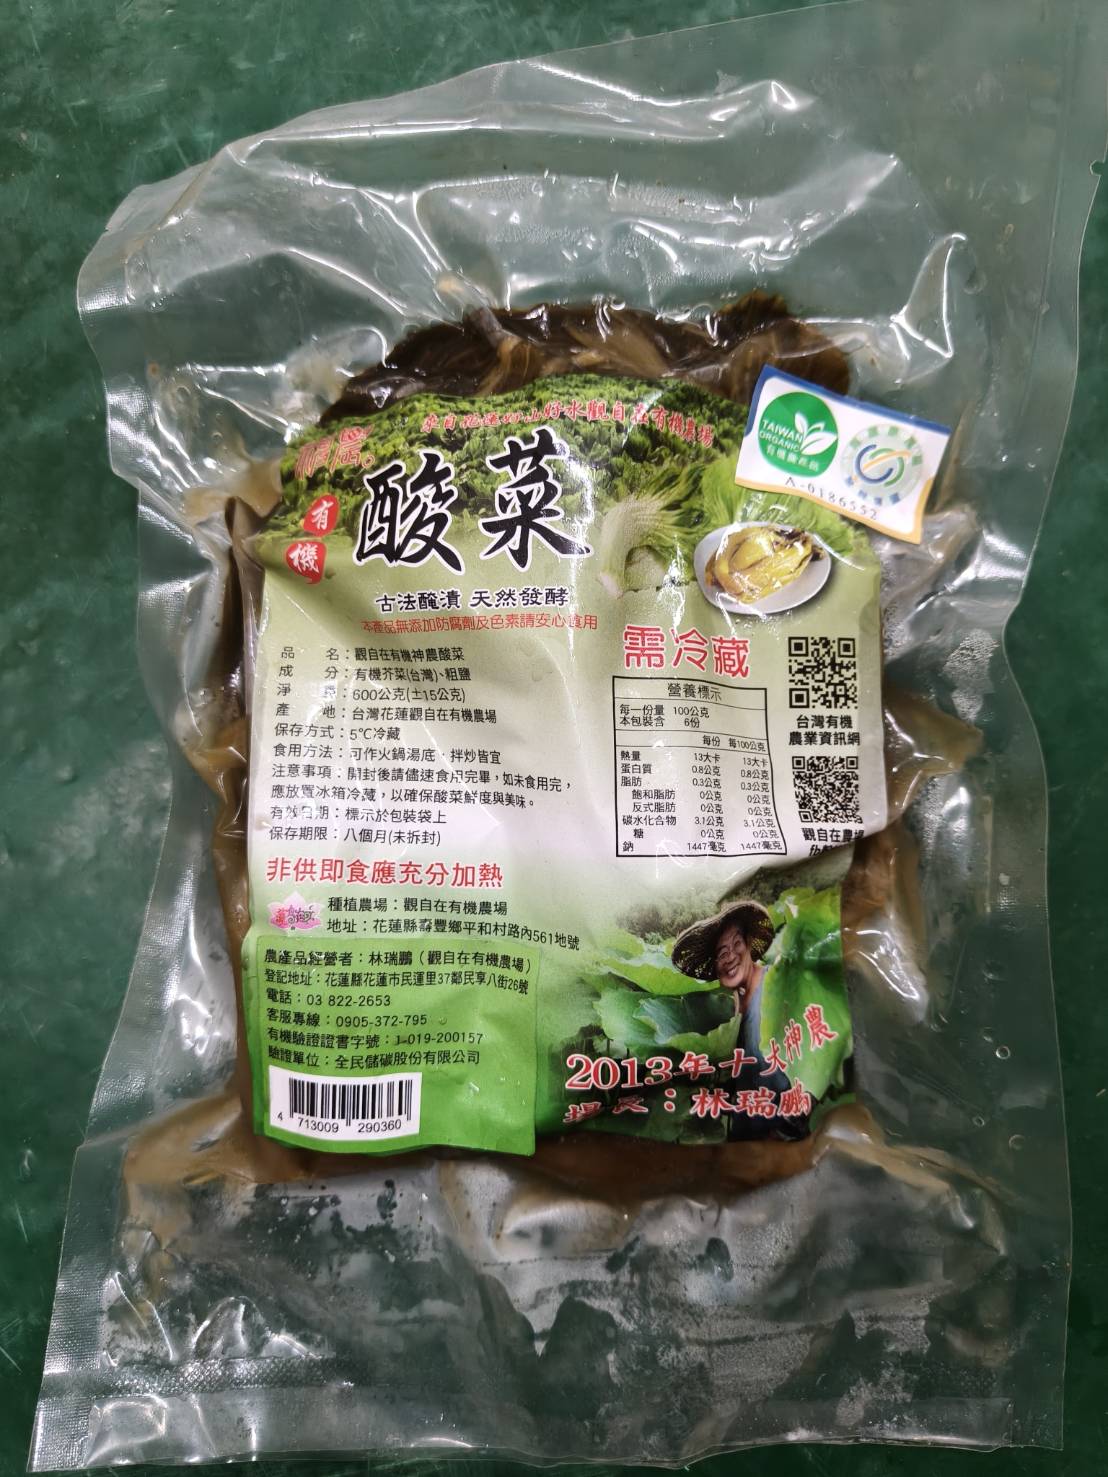 來自花蓮好山好水觀自在有機農場
神農。
有機
酸菜
TAIWAN
ORGANIC
有機農產品
A-0186552
古法醃漬 天然發酵
本產品無添加防腐劑及色素請安心食用
品　　名：觀自在有機神農酸菜
成　　分：有機芥菜(台灣)、粗鹽
淨　　重：600公克(±15公克)
產　　地：台灣花蓮觀自在有機農場
保存方式：5℃冷藏
食用方法：可作火鍋湯底、拌炒皆宜
注意事項：開封後請儘速食用完畢，如未食用完，
應放置冰箱冷藏，以確保酸菜鮮度與美味。
有效日期：標示於包裝袋上
保存期限：八個月(未拆封)
非供即食應充分加熱
需冷藏
營養標示
每一份量 100公克
本包裝含 6份
每份 每100公克
熱量 13大卡 13大卡
蛋白質 0.8公克 0.8公克
脂肪 0.3公克 0.3公克
飽和脂肪 0公克 0公克
反式脂肪 0公克 0公克
碳水化合物 3.1公克 3.1公克
糖 0公克 0公克
鈉 1447毫克 1447毫克
台灣有機
農業資訊網
觀自在農場
種植農場：觀自在有機農場
地址：花蓮縣壽豐鄉平和村路內561地號
農產品經營者：林瑞鵬（觀自在有機農場）
登記地址：花蓮縣花蓮市民運里37鄰民享八街26號
電話：03 822-2653
客服專線：0905-372-795
有機驗證證書字號：1-019-200157
驗證單位：全民儲碳股份有限公司
4 713009 290360
2013年十大神農
場長：林瑞鵬